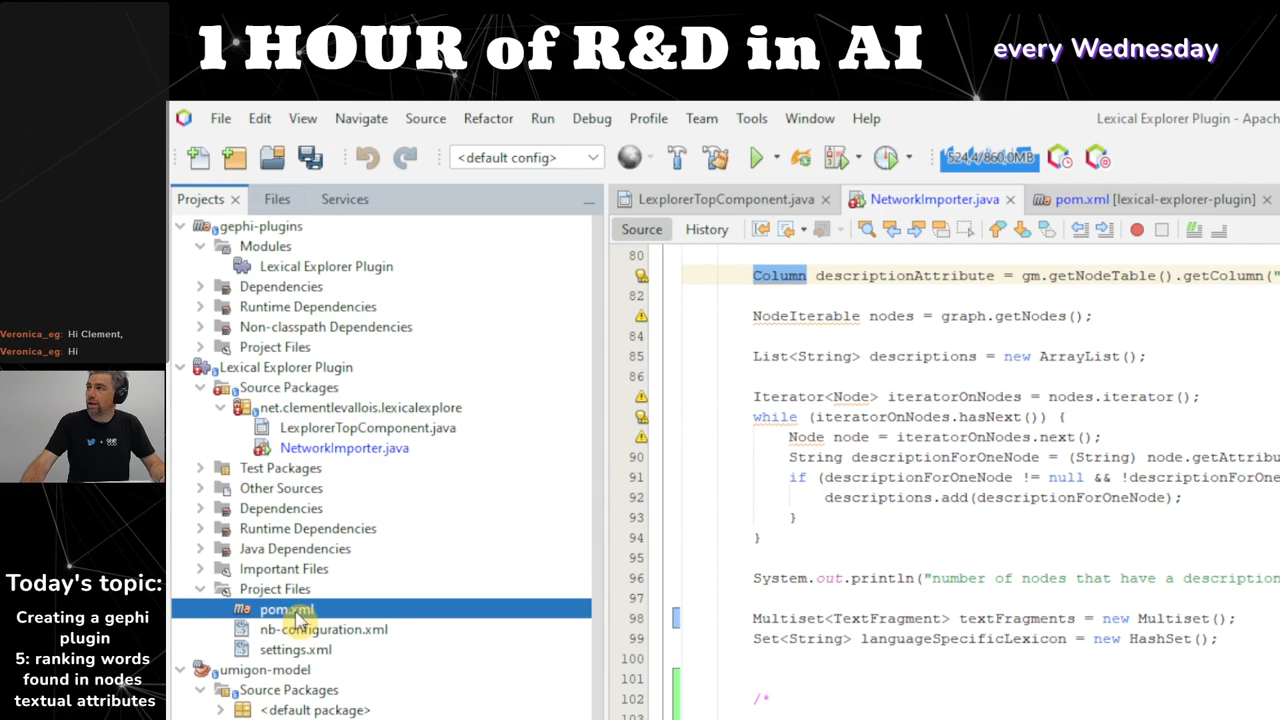 1 HOUR of R&D in AI
every Wednesday
File Edit View Navigate Source Refactor Run Debug Profile Team Tools Window Help
Lexical Explorer Plugin - Apac
<default config>
524,4/860,0MB
Projects Files Services
LexplorerTopComponent.java NetworkImporter.java pom.xml [lexical-explorer-plugin]
Source History
gephi-plugins
Modules
Lexical Explorer Plugin
Dependencies
Runtime Dependencies
Non-classpath Dependencies
Project Files
Lexical Explorer Plugin
Source Packages
net.clementlevallois.lexicalexplore
LexplorerTopComponent.java
NetworkImporter.java
Test Packages
Other Sources
Dependencies
Runtime Dependencies
Java Dependencies
Important Files
Project Files
pom.xml
nb-configuration.xml
settings.xml
umigon-model
Source Packages
<default package>
80
Column descriptionAttribute = gm.getNodeTable().getColumn("
82
NodeIterable nodes = graph.getNodes();
84
85 List<String> descriptions = new ArrayList();
86
Iterator<Node> iteratorOnNodes = nodes.iterator();
while (iteratorOnNodes.hasNext()) {
Node node = iteratorOnNodes.next();
90 String descriptionForOneNode = (String) node.getAttribu
91 if (descriptionForOneNode != null && !descriptionForOne
92 descriptions.add(descriptionForOneNode);
93 }
94 }
95
96 System.out.println("number of nodes that have a description
97
98 Multiset<TextFragment> textFragments = new Multiset();
99 Set<String> languageSpecificLexicon = new HashSet();
100
101
102 /*
103
Veronica_eg: Hi Clement,
Veronica_eg: Hi
Today's topic:
Creating a gephi
plugin
5: ranking words
found in nodes
textual attributes